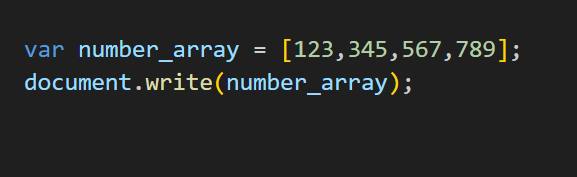 var number_array = [123,345,567,789];
document.write(number_array);